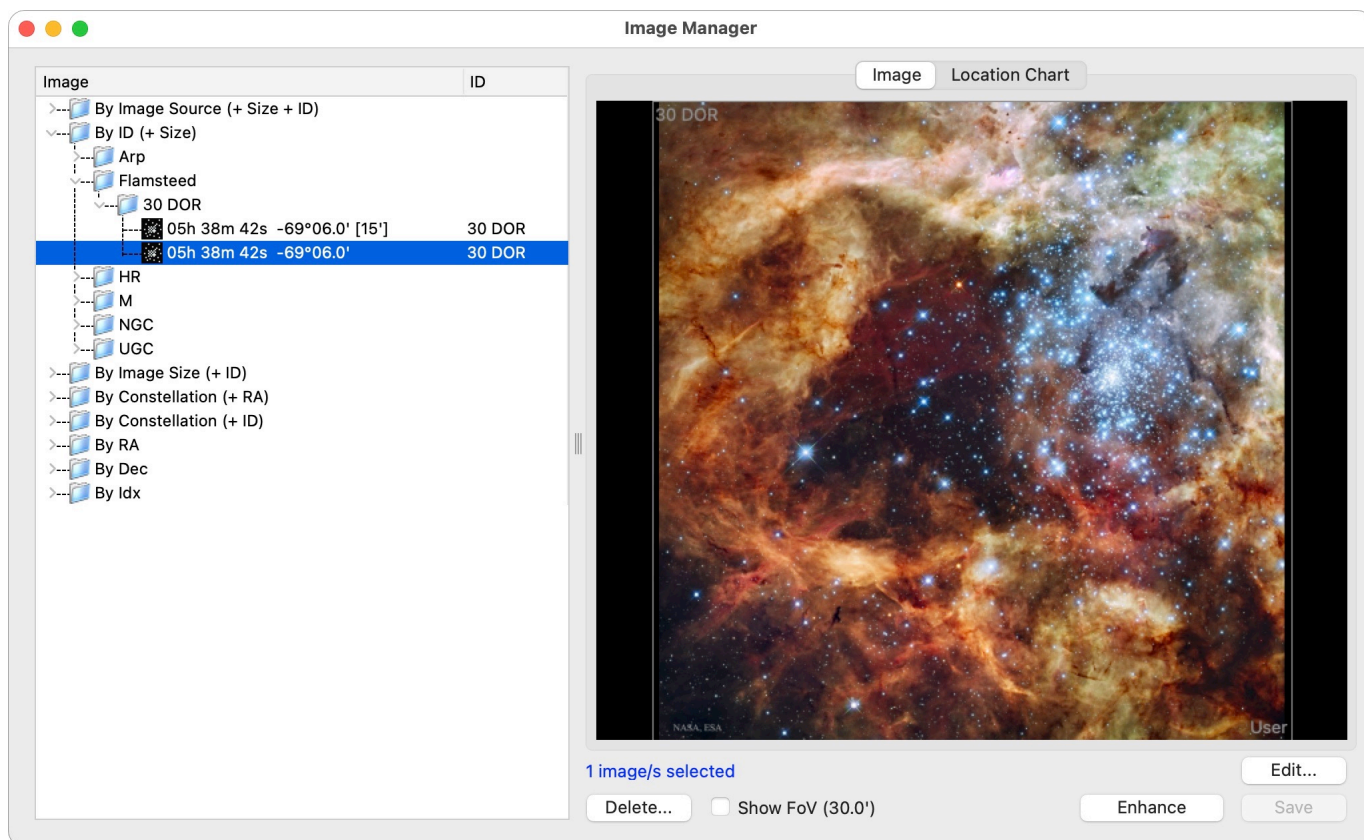 Image Manager
Image ID
By Image Source (+ Size + ID)
By ID (+ Size)
Arp
Flamsteed
30 DOR
05h 38m 42s -69°06.0' [15'] 30 DOR
05h 38m 42s -69°06.0' 30 DOR
HR
M
NGC
UGC
By Image Size (+ ID)
By Constellation (+ RA)
By Constellation (+ ID)
By RA
By Dec
By Idx
Image Location Chart
30 DOR
NASA, ESA
User
1 image/s selected
Edit...
Delete... Show FoV (30.0') Enhance Save